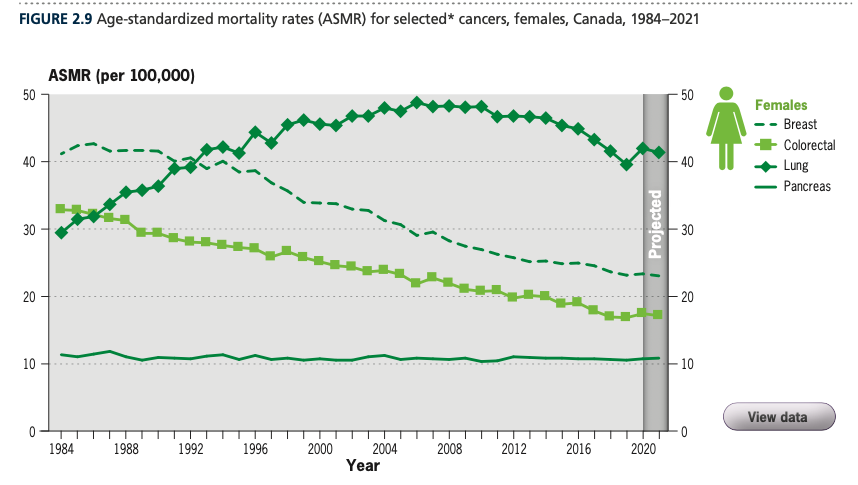 FIGURE 2.9 Age-standardized mortality rates (ASMR) for selected* cancers, females, Canada, 1984–2021
ASMR (per 100,000)
50
40
30
20
10
0
50
40
30
20
10
0
Projected
1984 1988 1992 1996 2000 2004 2008 2012 2016 2020
Year
Females
Breast
Colorectal
Lung
Pancreas
View data